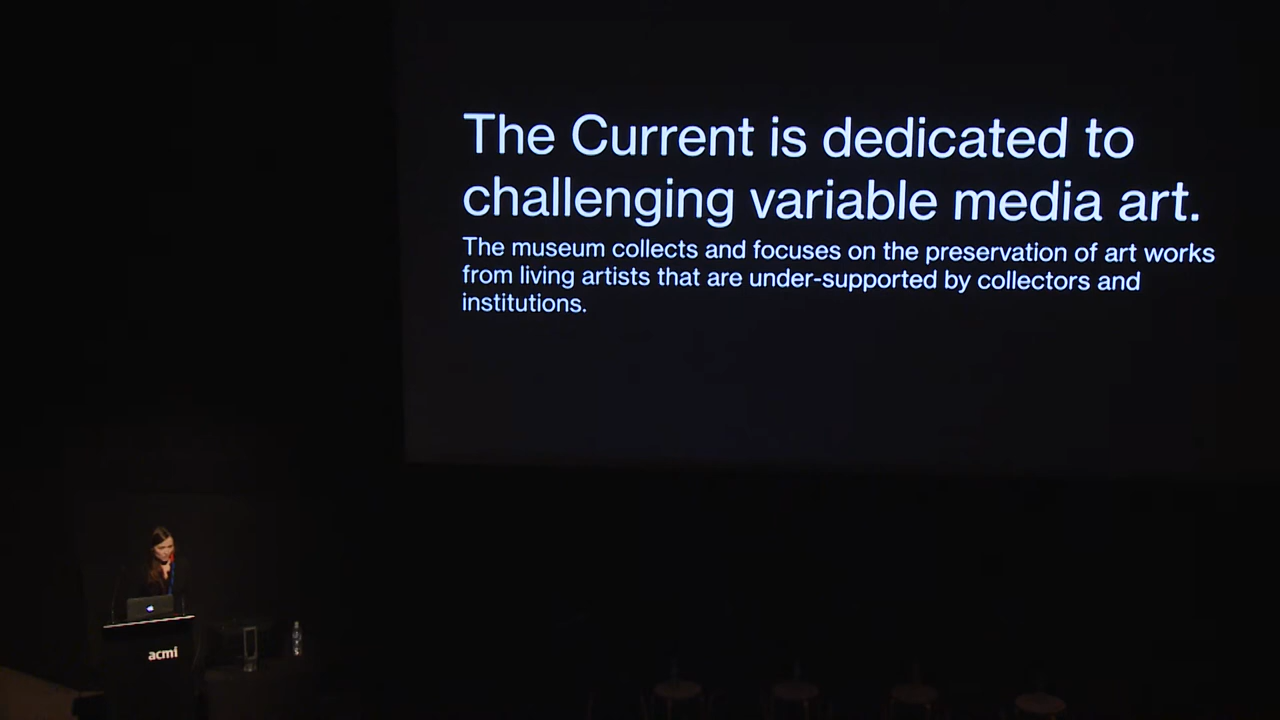 The Current is dedicated to
challenging variable media art.
The museum collects and focuses on the preservation of art works
from living artists that are under-supported by collectors and
institutions.
acmi